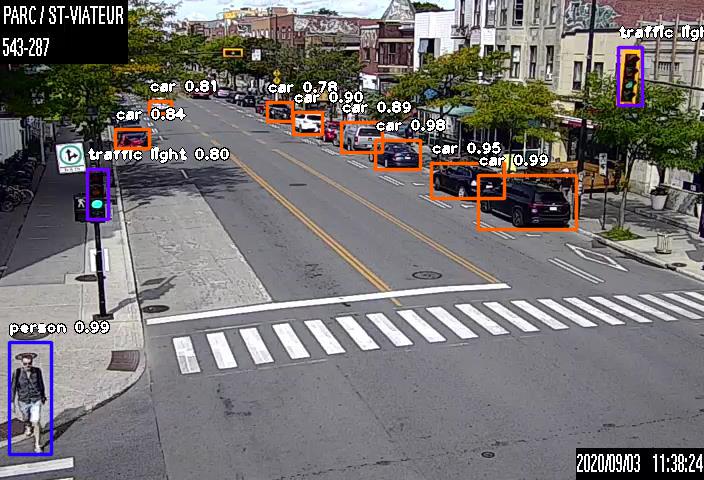 PARC / ST-VIATEUR
543-287
traffic ligh
car 0.81
car 0.78
car 0.90
car 0.84
car 0.89
car 0.98
car 0.95
car 0.99
traffic light 0.80
person 0.99
2020/09/03 11:38:24